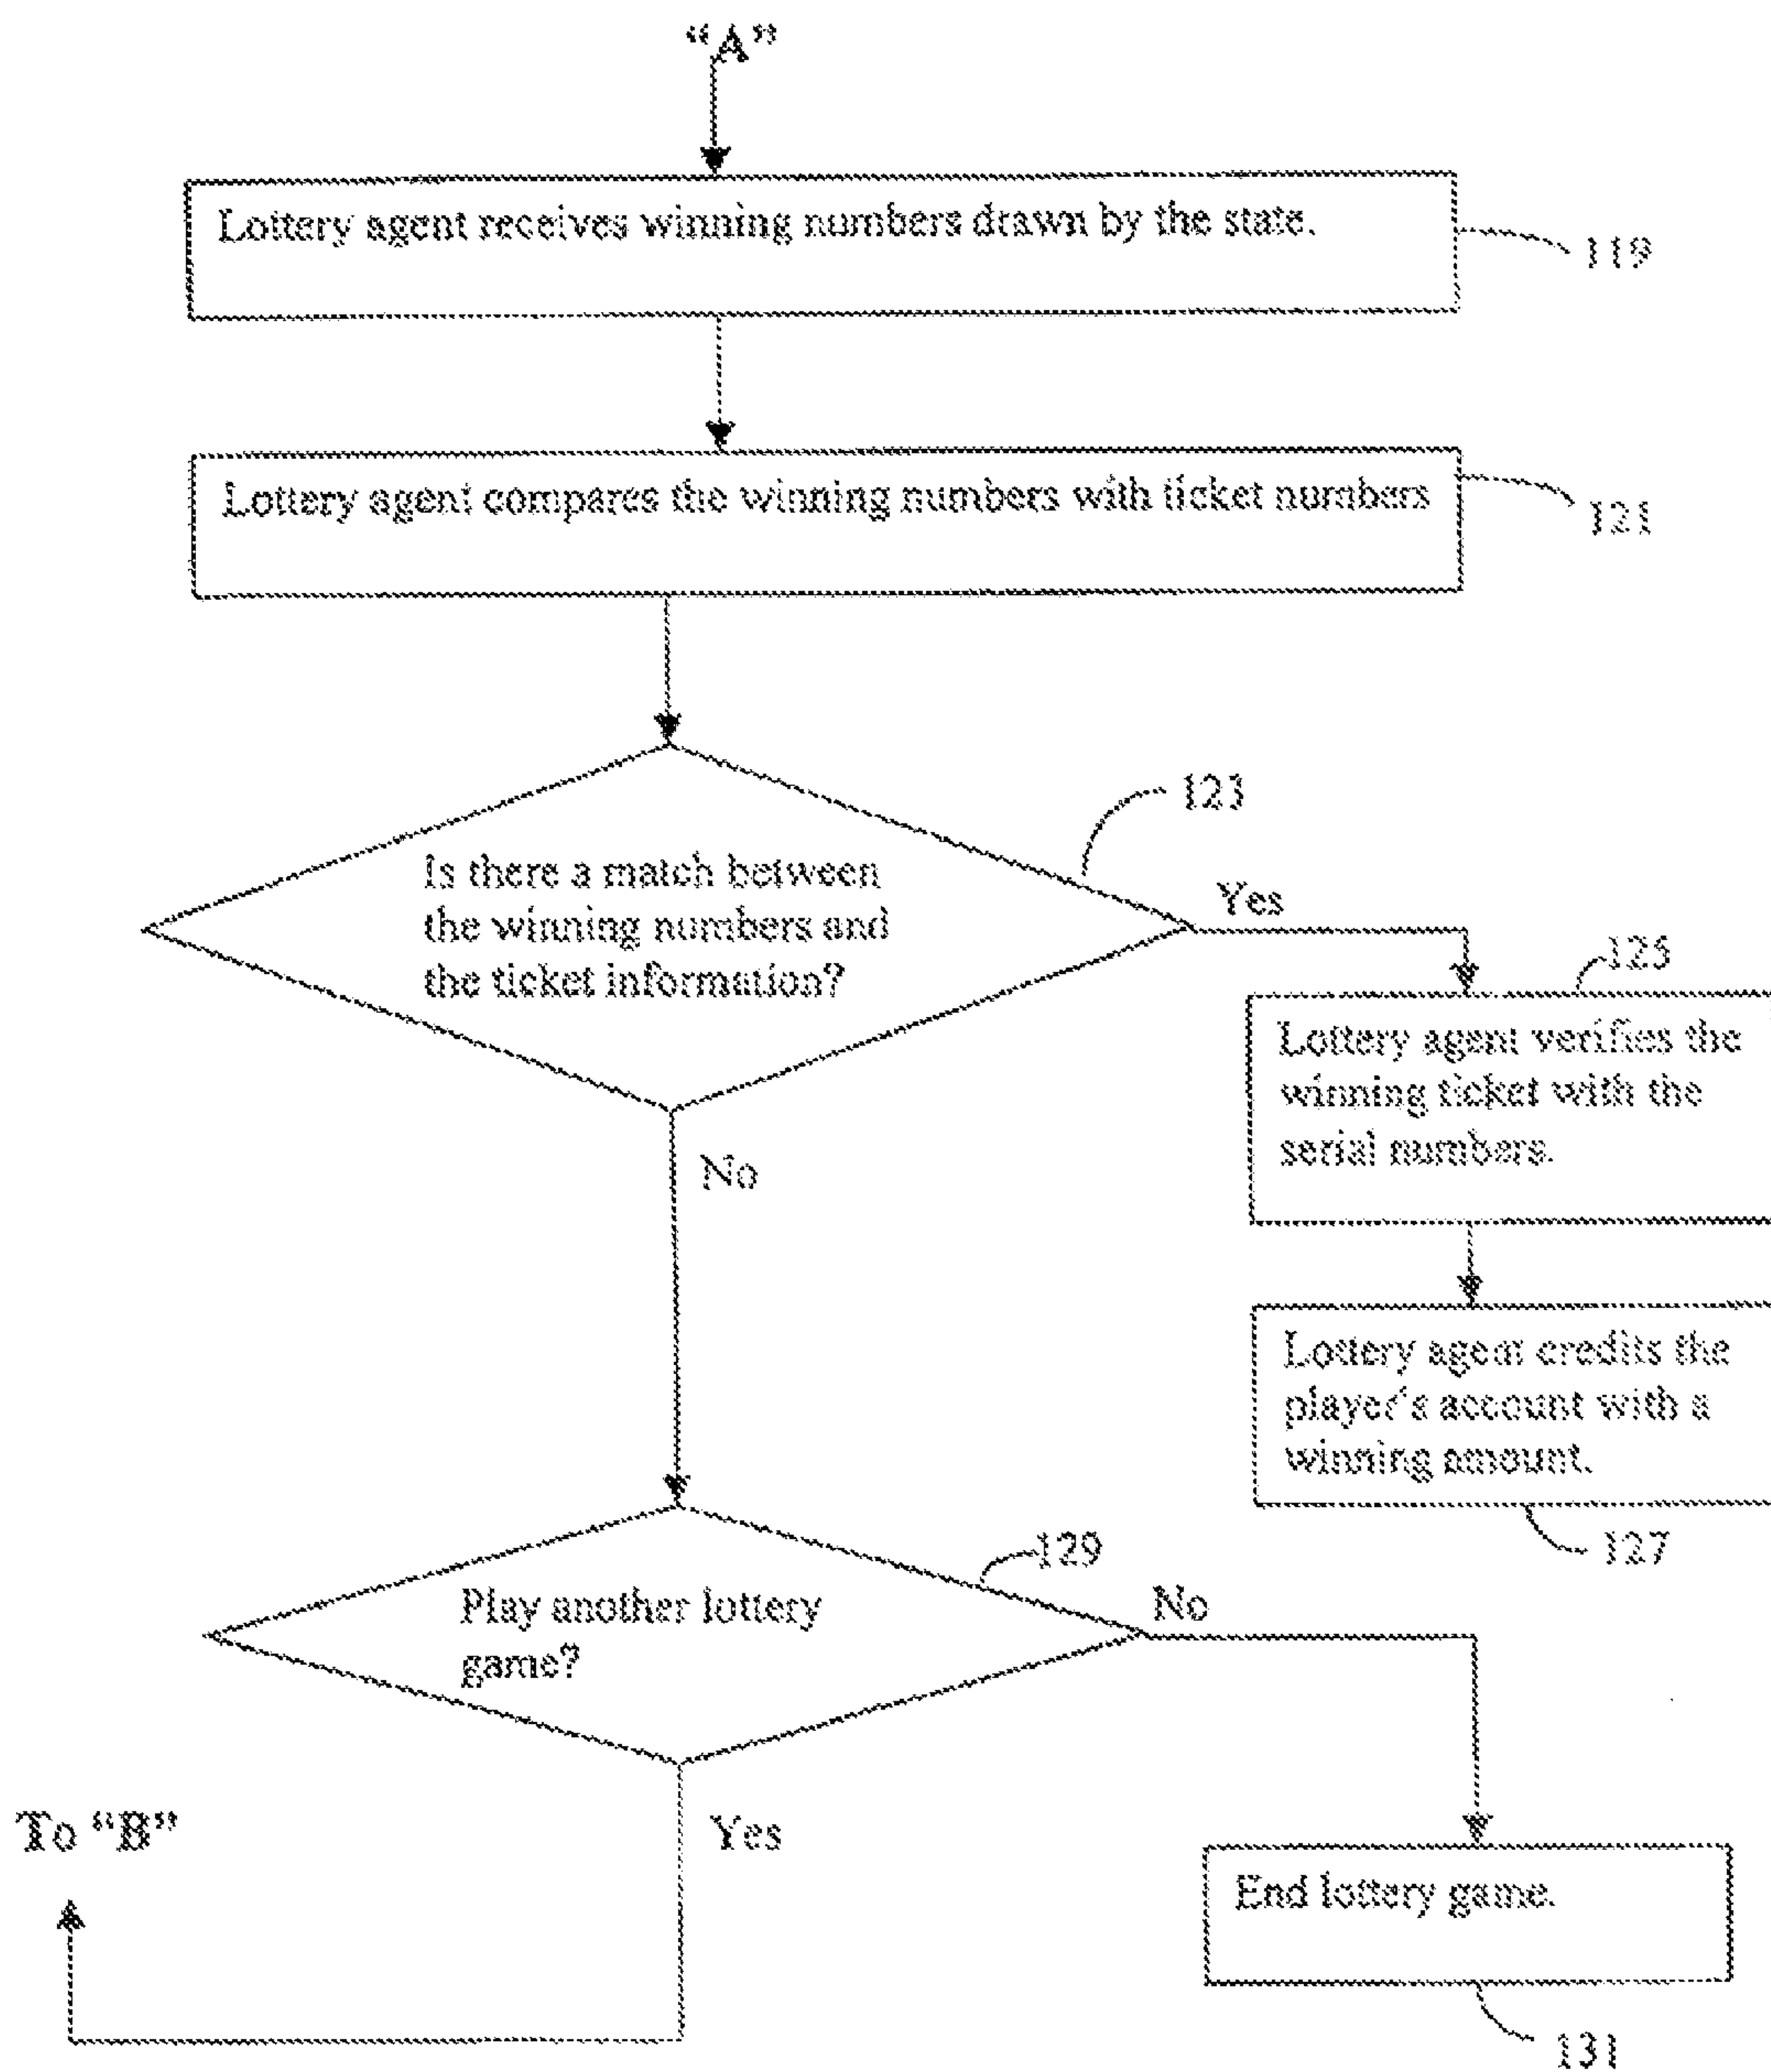 “A”
Lottery agent receives winning numbers drawn by the state.
119
Lottery agent compares the winning numbers with ticket numbers
121
123
Is there a match between
the winning numbers and
the ticket information?
Yes
125
Lottery agent verifies the
winning ticket with the
serial numbers.
No
Lottery agent credits the
player's account with a
winning amount.
127
129
Play another lottery
game?
No
To “B”
Yes
End lottery game.
131